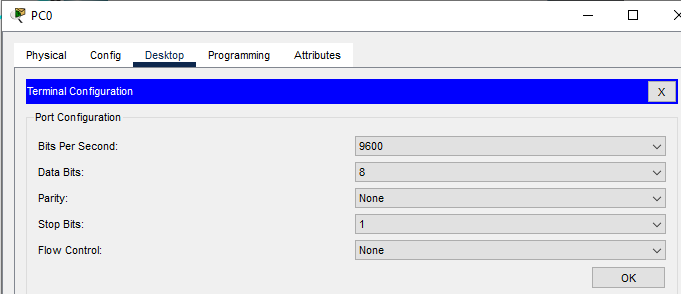 PC0
Physical Config Desktop Programming Attributes
Terminal Configuration X
Port Configuration
Bits Per Second: 9600
Data Bits: 8
Parity: None
Stop Bits: 1
Flow Control: None
OK